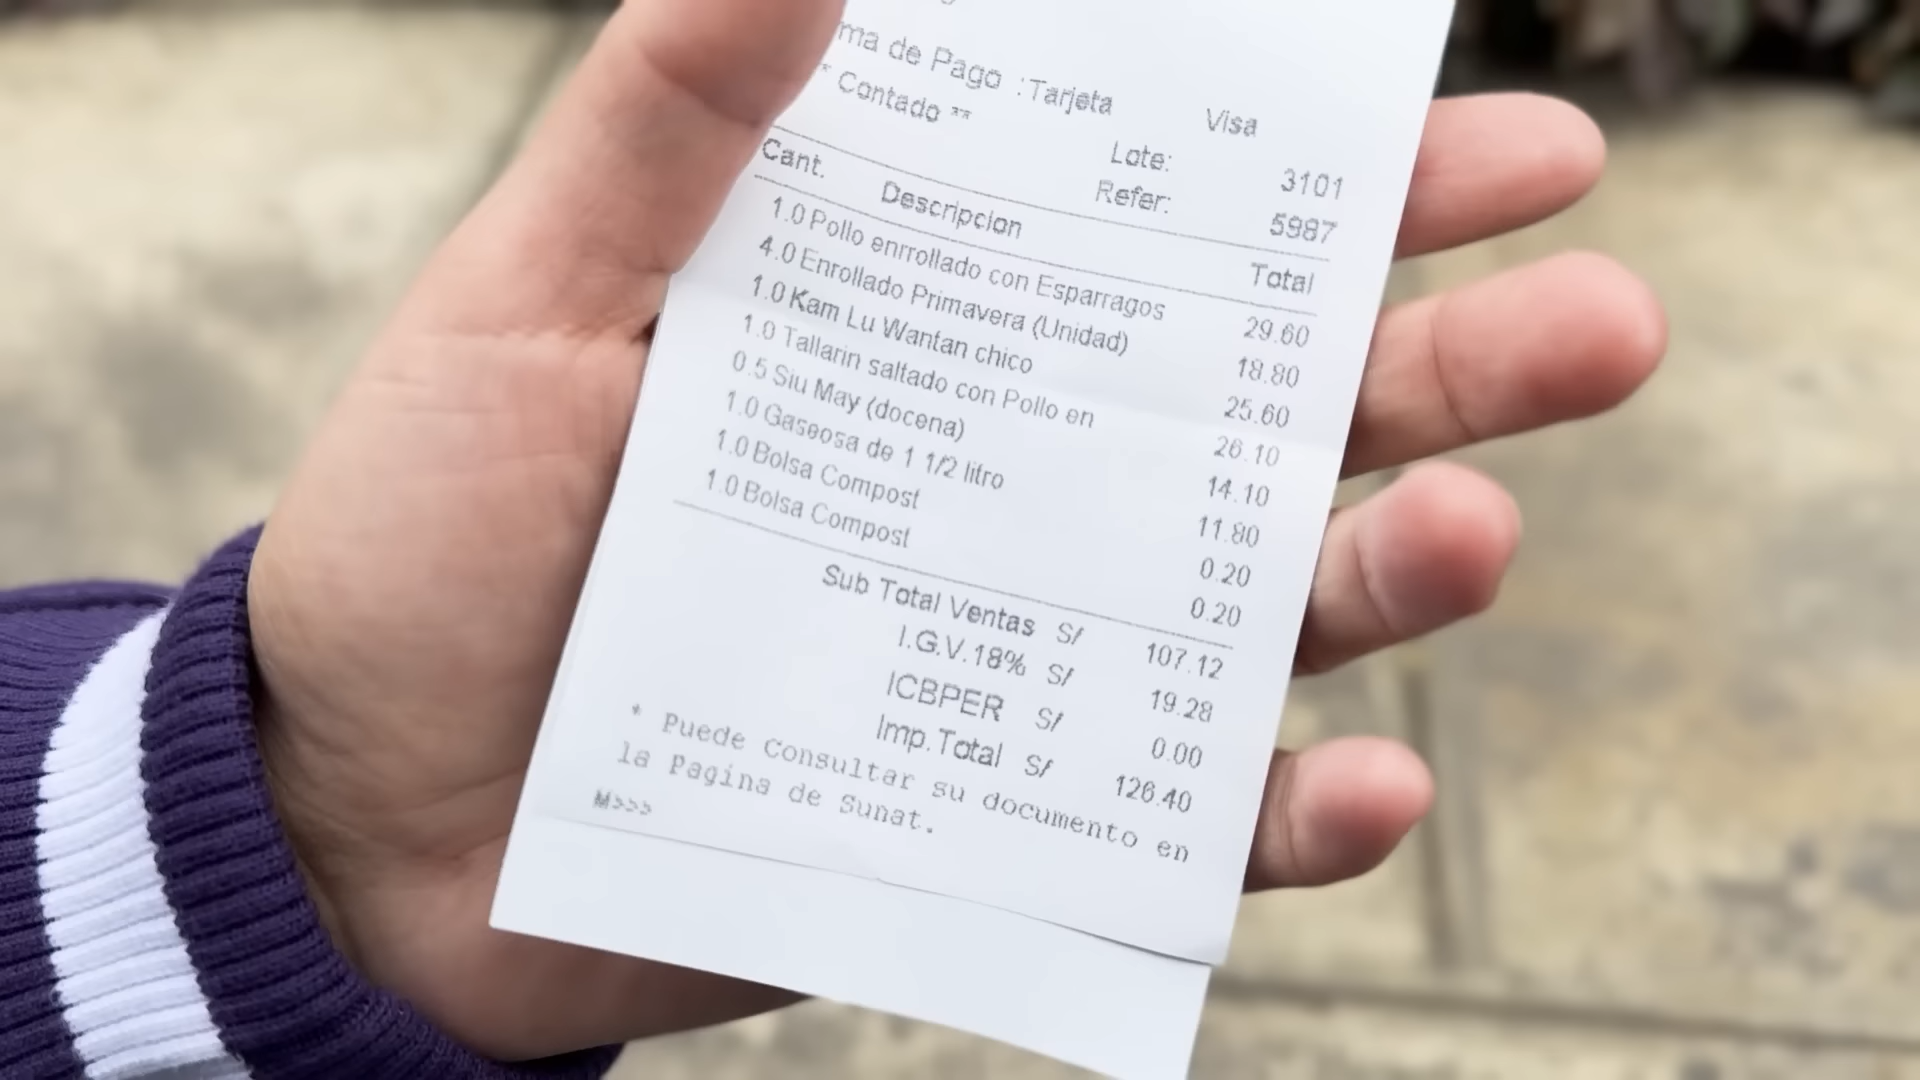 ma de Pago :Tarjeta Visa
* Contado **
Lote: 3101
Refer: 5987
Cant. Descripcion Total
1.0 Pollo enrrollado con Esparragos 29.60
4.0 Enrollado Primavera (Unidad) 18.80
1.0 Kam Lu Wantan chico 25.60
1.0 Tallarin saltado con Pollo en 26.10
0.5 Siu May (docena) 14.10
1.0 Gaseosa de 1 1/2 litro 11.80
1.0 Bolsa Compost 0.20
1.0 Bolsa Compost 0.20
Sub Total Ventas S/ 107.12
I.G.V.18% S/ 19.28
ICBPER S/ 0.00
Imp.Total S/ 126.40
* Puede Consultar su documento en
la Pagina de Sunat.
M>>>